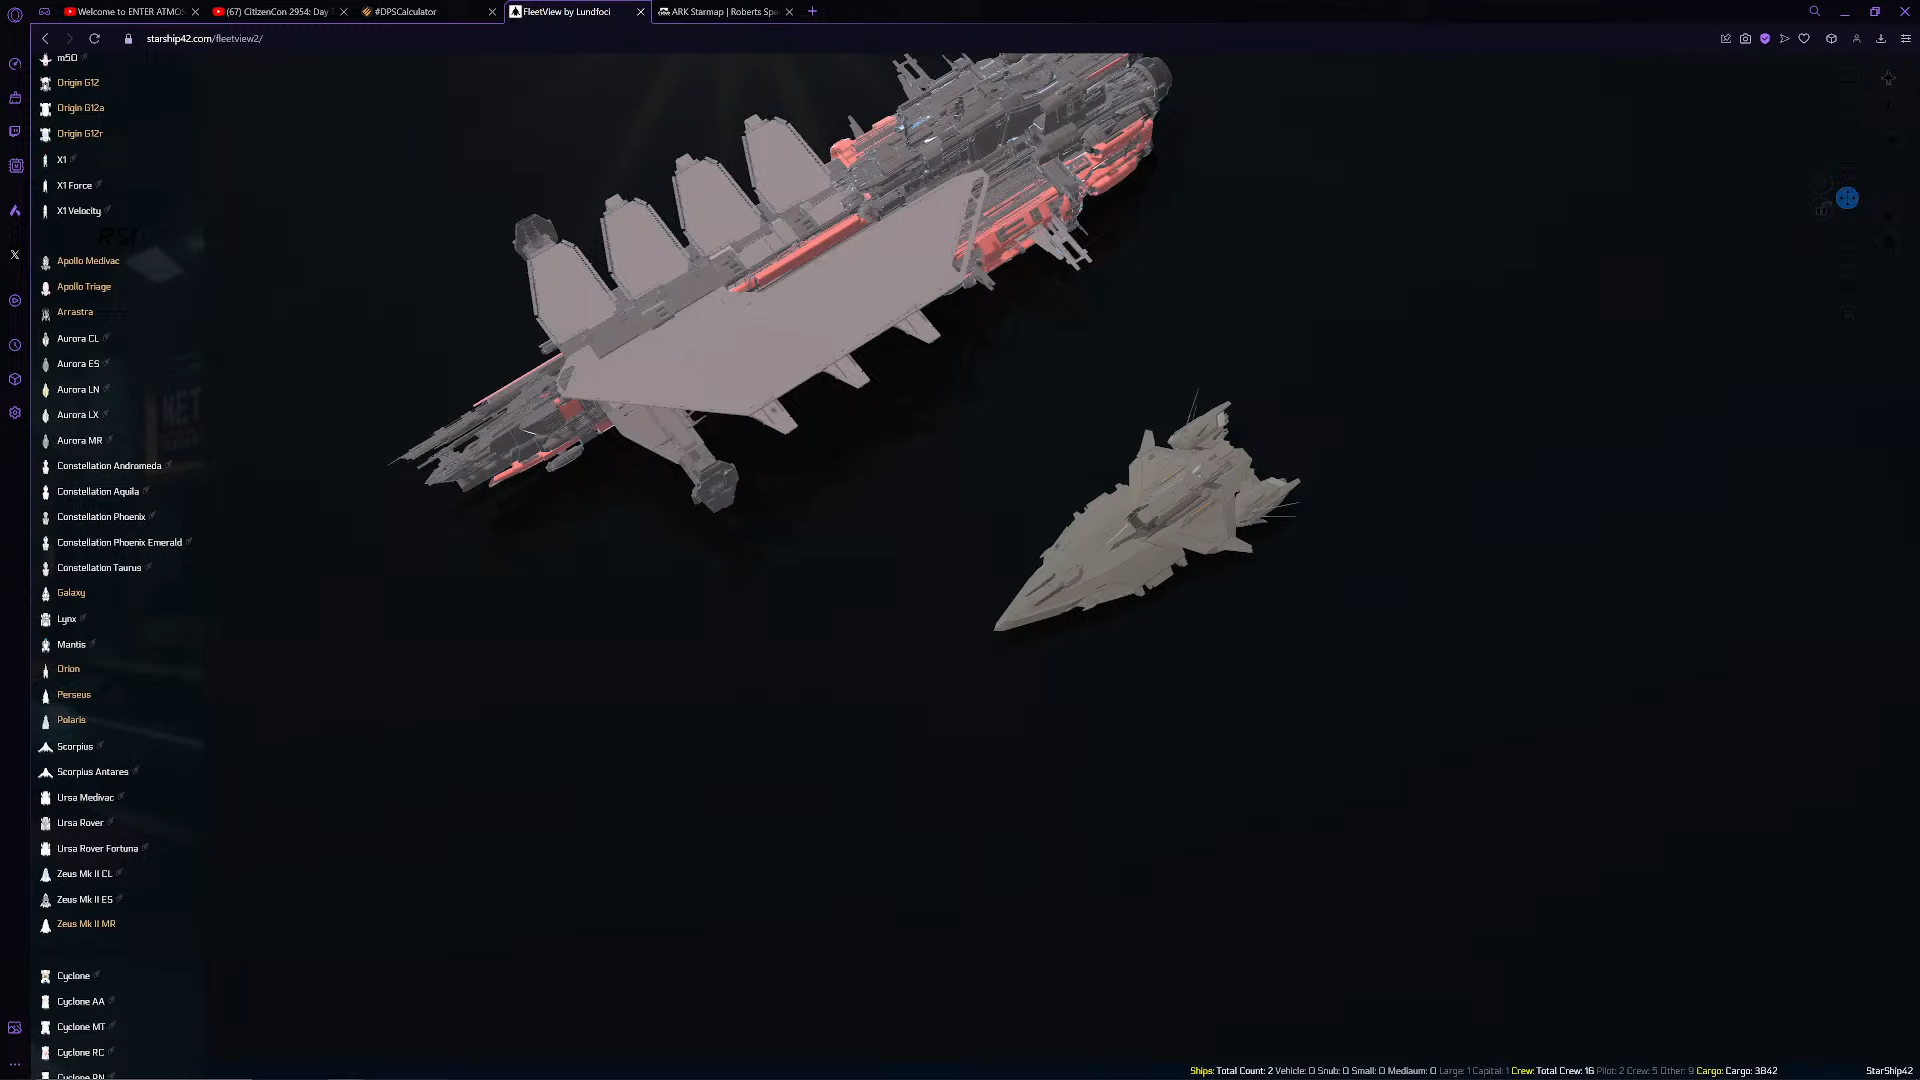 Welcome to ENTER ATMOS
(67) CitizenCon 2954: Day
#DPSCalculator
FleetView by Lundfoci
ARK Starmap | Roberts Spa
starship42.com/fleetview2/
m50
Origin G12
Origin G12a
Origin G12r
X1
X1 Force
X1 Velocity
RSI
Apollo Medivac
Apollo Triage
Arrastra
Aurora CL
Aurora ES
Aurora LN
Aurora LX
Aurora MR
Constellation Andromeda
Constellation Aquila
Constellation Phoenix
Constellation Phoenix Emerald
Constellation Taurus
Galaxy
Lynx
Mantis
Orion
Perseus
Polaris
Scorpius
Scorpius Antares
Ursa Medivac
Ursa Rover
Ursa Rover Fortuna
Zeus Mk II CL
Zeus Mk II ES
Zeus Mk II MR
Cyclone
Cyclone AA
Cyclone MT
Cyclone RC
Cyclone RN
Ships: Total Count: 2 Vehicle: 0 Snub: 0 Small: 0 Mediaum: 0 Large: 1 Capital: 1 Crew: Total Crew: 16 Pilot: 2 Crew: 5 Other: 9 Cargo: Cargo: 3842
StarShip42